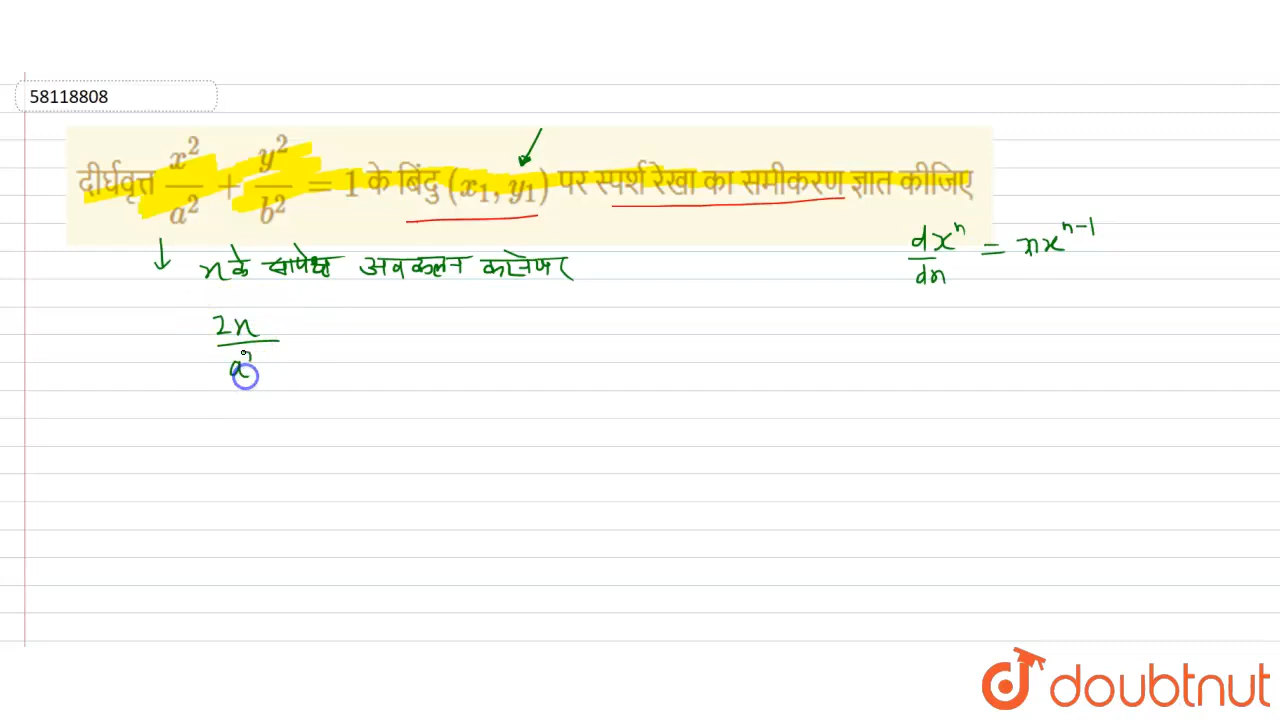 58118808
दीर्घवृत्त x²/a² + y²/b² = 1 के बिंदु (x₁, y₁) पर स्पर्श रेखा का समीकरण ज्ञात कीजिए
x के सापेक्ष अवकलन करने पर
dxⁿ/dx = nxⁿ⁻¹
2x/a²
doubtnut